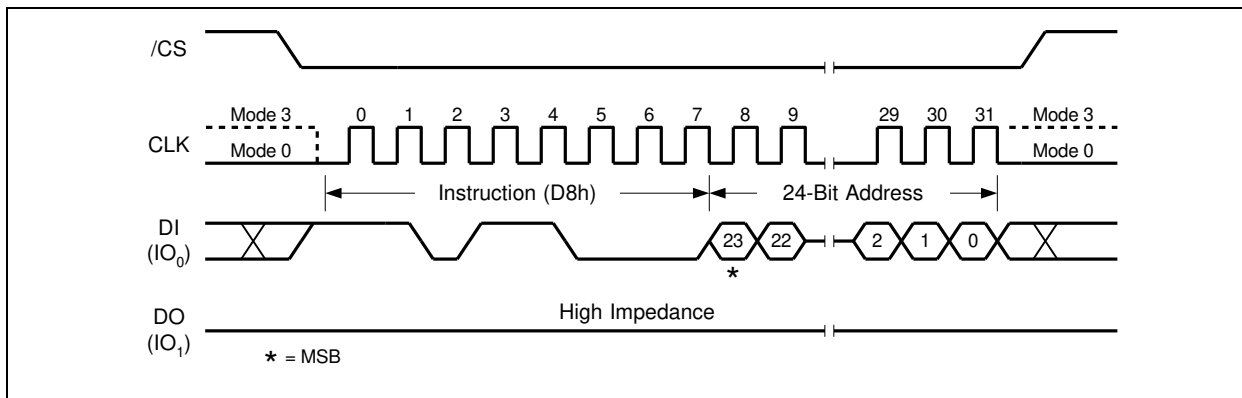 /CS
Mode 3 0 1 2 3 4 5 6 7 8 9 29 30 31 Mode 3
CLK
Mode 0 Mode 0
Instruction (D8h) 24-Bit Address
DI
(IO0)
23 22 2 1 0
*
High Impedance
DO
(IO1)
* = MSB